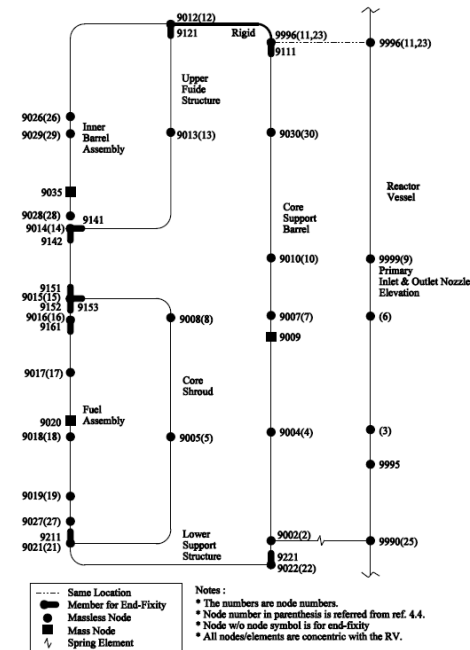 9012(12)
9121
Rigid
9996(11,23)
9111
9996(11,23)
Upper
Fuide
Structure
9026(26)
9029(29)
Inner
Barrel
Assembly
9013(13)
9030(30)
9035
Reactor
Vessel
9028(28)
9014(14)
9141
9142
Core
Support
Barrel
9010(10)
9999(9)
Primary
Inlet & Outlet Nozzle
Elevation
9151
9015(15)
9152
9153
9016(16)
9161
9008(8)
9007(7)
(6)
9009
9017(17)
Core
Shroud
9020
Fuel
Assembly
9018(18)
9005(5)
9004(4)
(3)
9995
9019(19)
9027(27)
9211
9021(21)
Lower
Support
Structure
9002(2)
9990(25)
9221
9022(22)
Same Location
Member for End-Fixity
Massless Node
Mass Node
Spring Element
Notes :
* The numbers are node numbers.
* Node number in parenthesis is referred from ref. 4.4.
* Node w/o node symbol is for end-fixity
* All nodes/elements are concentric with the RV.